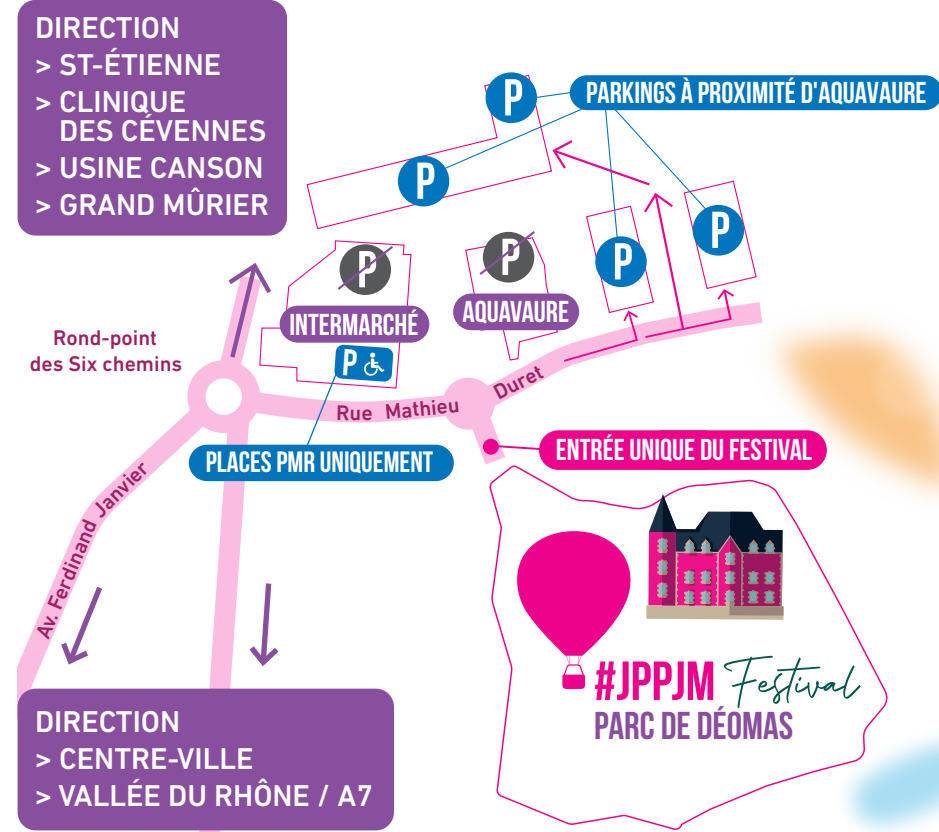 DIRECTION
> ST-ÉTIENNE
> CLINIQUE
DES CÉVENNES
> USINE CANSON
> GRAND MÛRIER
P
PARKINGS À PROXIMITÉ D'AQUAVAURE
P
P
P
P
P
INTERMARCHÉ
AQUAVAURE
P
Rond-point
des Six chemins
Rue Mathieu Duret
PLACES PMR UNIQUEMENT
ENTRÉE UNIQUE DU FESTIVAL
Av. Ferdinand Janvier
#JPPJM Festival
PARC DE DÉOMAS
DIRECTION
> CENTRE-VILLE
> VALLÉE DU RHÔNE / A7